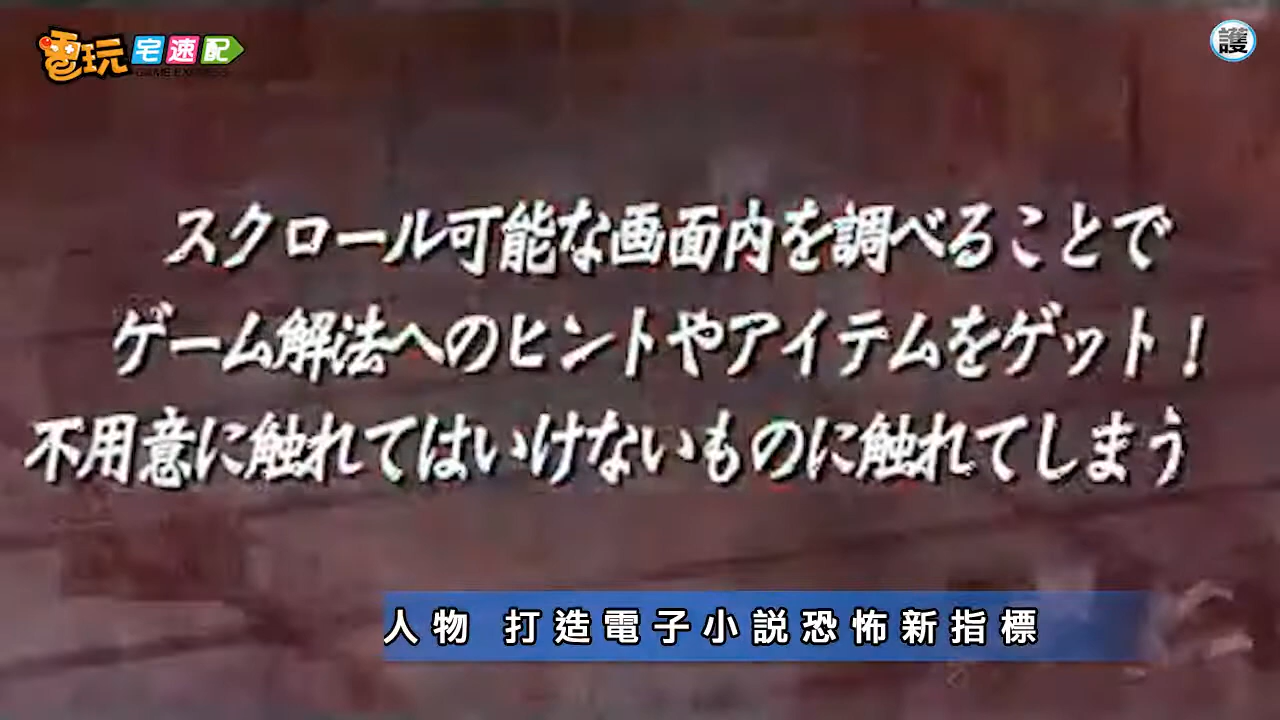 電玩宅速配
GAME EXPRESS
護
スクロール可能な画面内を調べることで
ゲーム解法へのヒントやアイテムをゲット！
不用意に触れてはいけないものに触れてしまう
人物 打造電子小說恐怖新指標